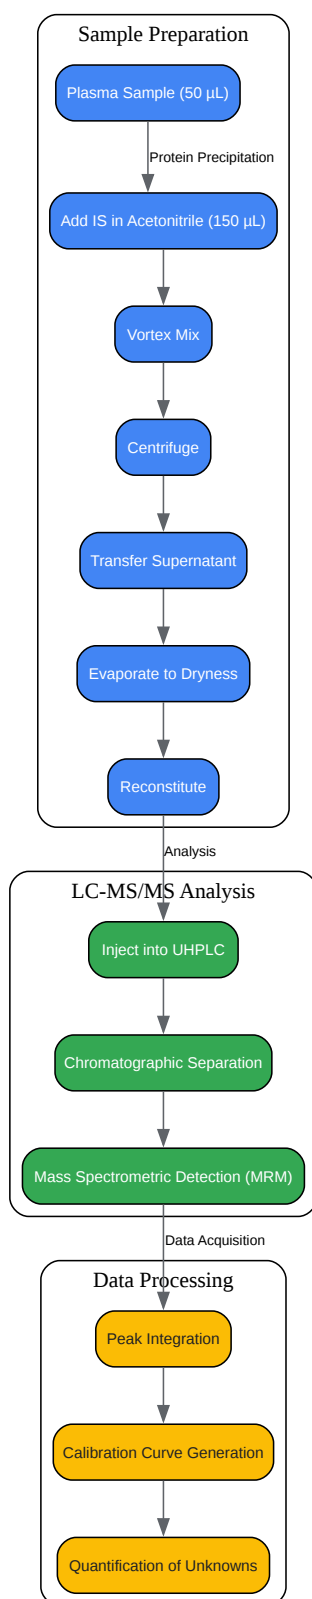 Sample Preparation
Plasma Sample (50 µL)
Protein Precipitation
Add IS in Acetonitrile (150 µL)
Vortex Mix
Centrifuge
Transfer Supernatant
Evaporate to Dryness
Reconstitute
Analysis
LC-MS/MS Analysis
Inject into UHPLC
Chromatographic Separation
Mass Spectrometric Detection (MRM)
Data Acquisition
Data Processing
Peak Integration
Calibration Curve Generation
Quantification of Unknowns